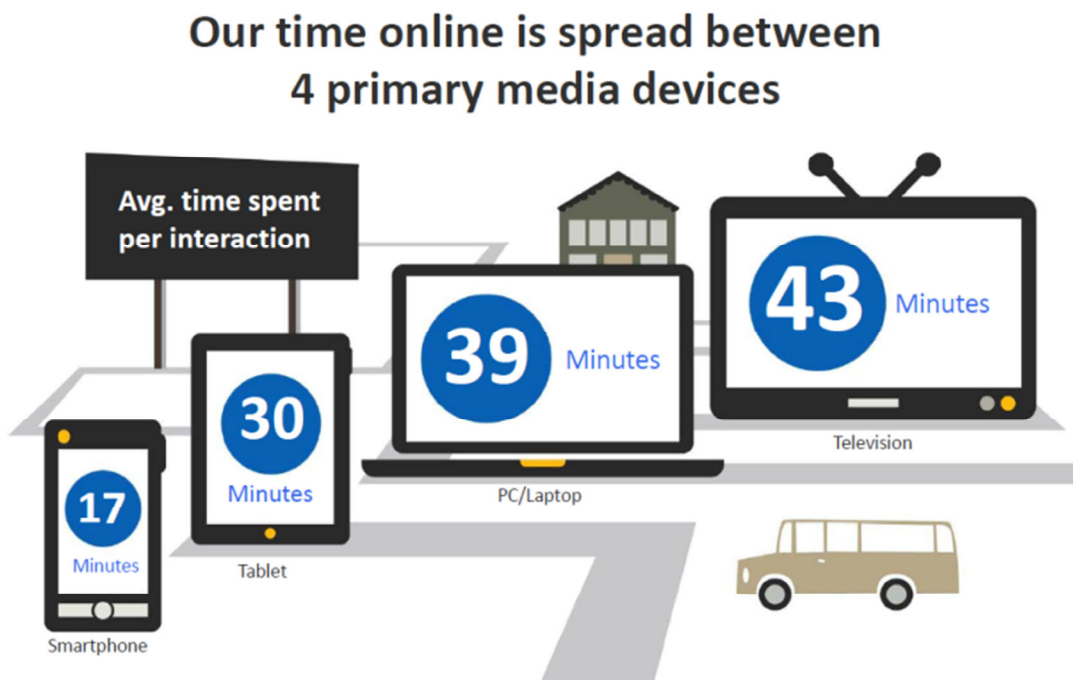 Our time online is spread between
4 primary media devices
Avg. time spent
per interaction
17
Minutes
Smartphone
30
Minutes
Tablet
39
Minutes
PC/Laptop
43
Minutes
Television